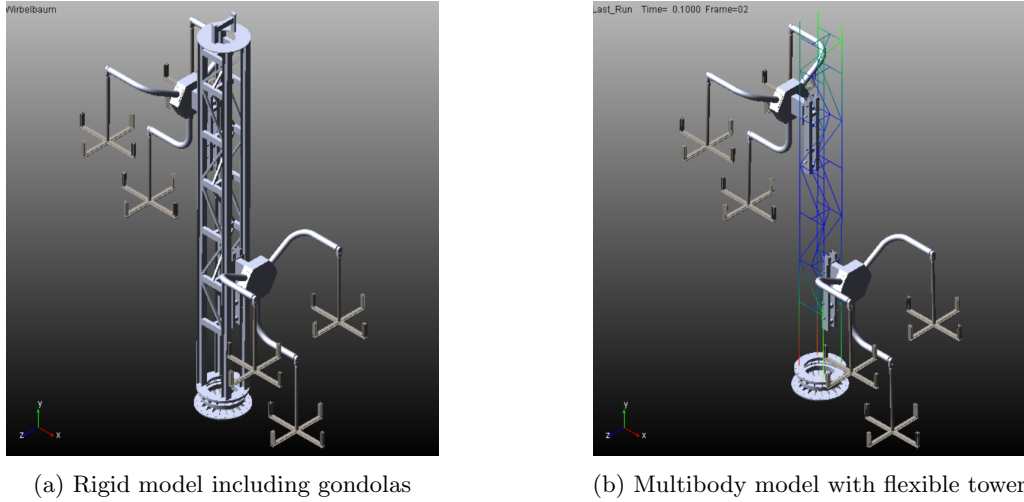 Wirbelbaum
Last_Run Time= 0.1000 Frame=02
y
z
x
y
z
x
(a) Rigid model including gondolas
(b) Multibody model with flexible tower